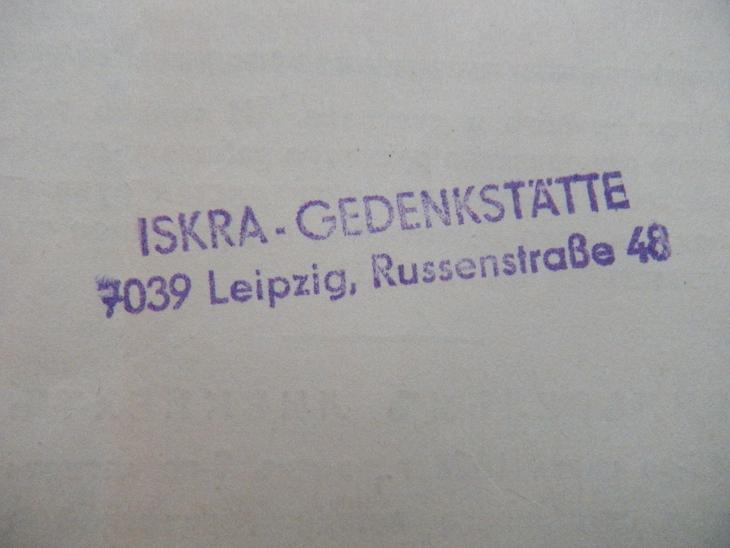 ISKRA - GEDENKSTÄTTE
7039 Leipzig, Russenstraße 48